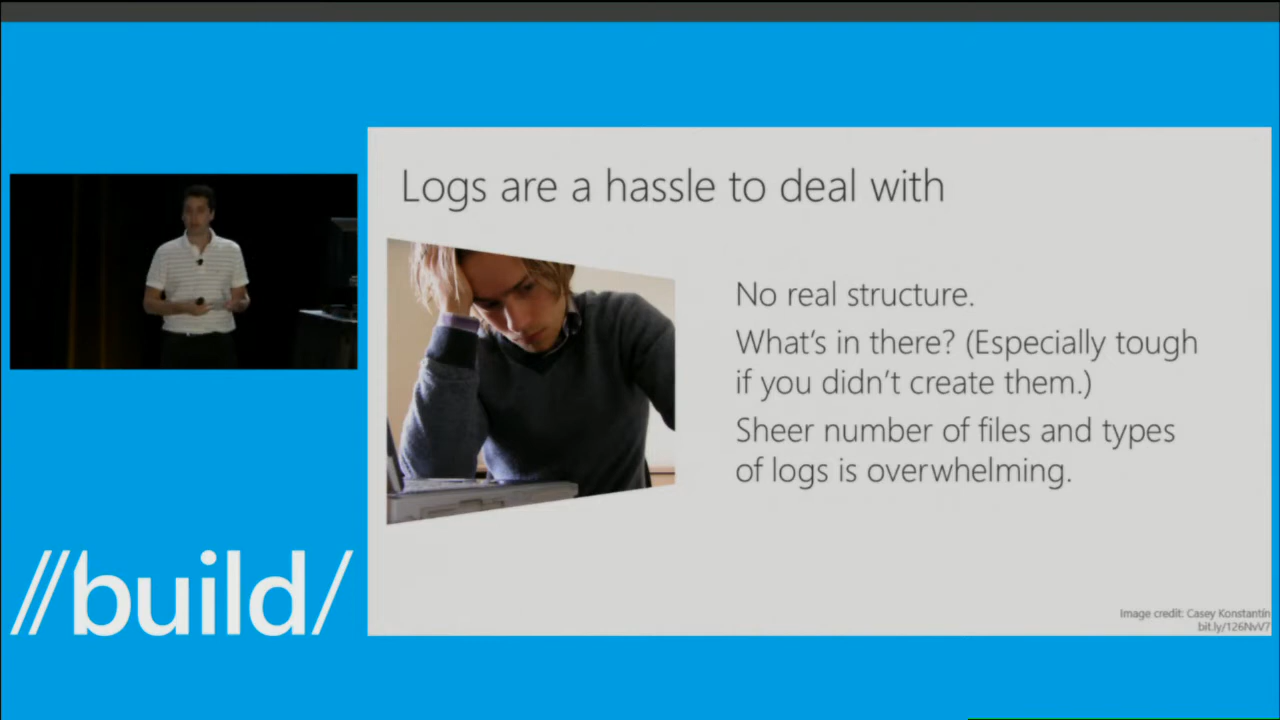 Logs are a hassle to deal with
No real structure.
What's in there? (Especially tough
if you didn't create them.)
Sheer number of files and types
of logs is overwhelming.
//build/
Image credit: Casey Konstantín
bit.ly/126NvV7